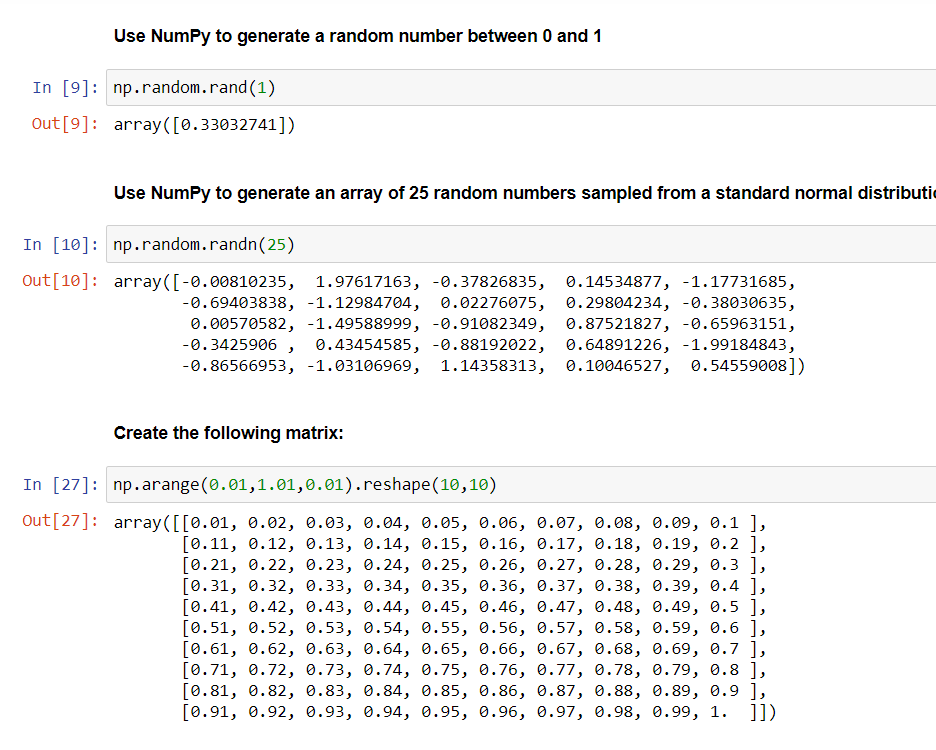 Use NumPy to generate a random number between 0 and 1
In [9]: np.random.rand(1)
Out[9]: array([0.33032741])
Use NumPy to generate an array of 25 random numbers sampled from a standard normal distributi
In [10]: np.random.randn(25)
Out[10]: array([-0.00810235,  1.97617163, -0.37826835,  0.14534877, -1.17731685,
-0.69403838, -1.12984704,  0.02276075,  0.29804234, -0.38030635,
0.00570582, -1.49588999, -0.91082349,  0.87521827, -0.65963151,
-0.3425906 ,  0.43454585, -0.88192022,  0.64891226, -1.99184843,
-0.86566953, -1.03106969,  1.14358313,  0.10046527,  0.54559008])
Create the following matrix:
In [27]: np.arange(0.01,1.01,0.01).reshape(10,10)
Out[27]: array([[0.01, 0.02, 0.03, 0.04, 0.05, 0.06, 0.07, 0.08, 0.09, 0.1 ],
[0.11, 0.12, 0.13, 0.14, 0.15, 0.16, 0.17, 0.18, 0.19, 0.2 ],
[0.21, 0.22, 0.23, 0.24, 0.25, 0.26, 0.27, 0.28, 0.29, 0.3 ],
[0.31, 0.32, 0.33, 0.34, 0.35, 0.36, 0.37, 0.38, 0.39, 0.4 ],
[0.41, 0.42, 0.43, 0.44, 0.45, 0.46, 0.47, 0.48, 0.49, 0.5 ],
[0.51, 0.52, 0.53, 0.54, 0.55, 0.56, 0.57, 0.58, 0.59, 0.6 ],
[0.61, 0.62, 0.63, 0.64, 0.65, 0.66, 0.67, 0.68, 0.69, 0.7 ],
[0.71, 0.72, 0.73, 0.74, 0.75, 0.76, 0.77, 0.78, 0.79, 0.8 ],
[0.81, 0.82, 0.83, 0.84, 0.85, 0.86, 0.87, 0.88, 0.89, 0.9 ],
[0.91, 0.92, 0.93, 0.94, 0.95, 0.96, 0.97, 0.98, 0.99, 1.  ]])